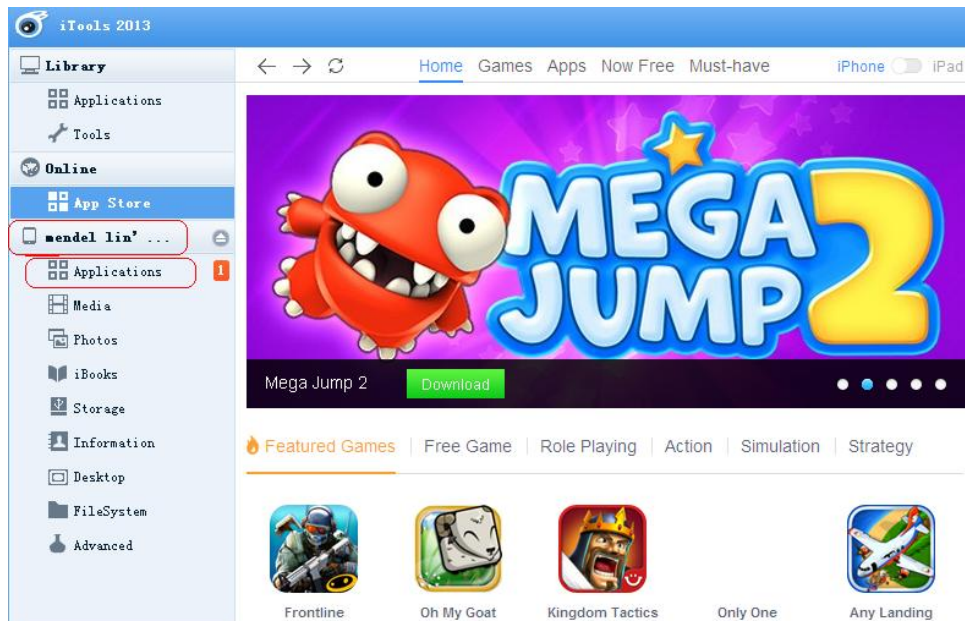 iTools 2013
Library
Applications
Tools
Online
App Store
mendel lin' ...
Applications 1
Media
Photos
iBooks
Storage
Information
Desktop
FileSystem
Advanced
Home Games Apps Now Free Must-have iPhone iPad
MEGA
JUMP 2
Mega Jump 2 Download
Featured Games Free Game Role Playing Action Simulation Strategy
Frontline Oh My Goat Kingdom Tactics Only One Any Landing